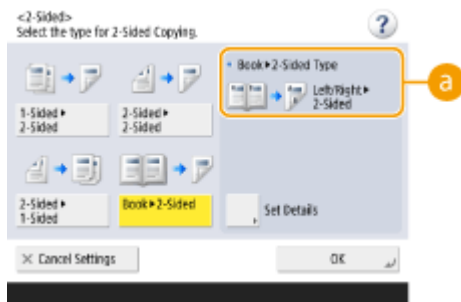 <2-Sided>
Select the type for 2-Sided Copying.
?
1-Sided▸
2-Sided
2-Sided▸
2-Sided
2-Sided▸
1-Sided
Book▸2-Sided
Book▸2-Sided Type
Left/Right▸
2-Sided
a
Set Details
× Cancel Settings
OK